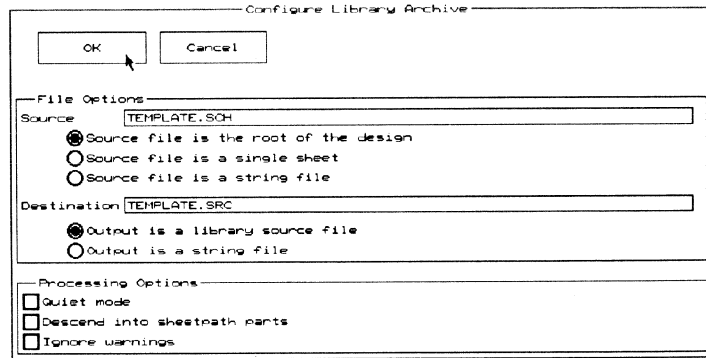 Configure Library Archive
OK
Cancel
File Options
Source TEMPLATE.SCH
Source file is the root of the design
Source file is a single sheet
Source file is a string file
Destination TEMPLATE.SRC
Output is a library source file
Output is a string file
Processing Options
Quiet mode
Descend into sheetpath parts
Ignore warnings